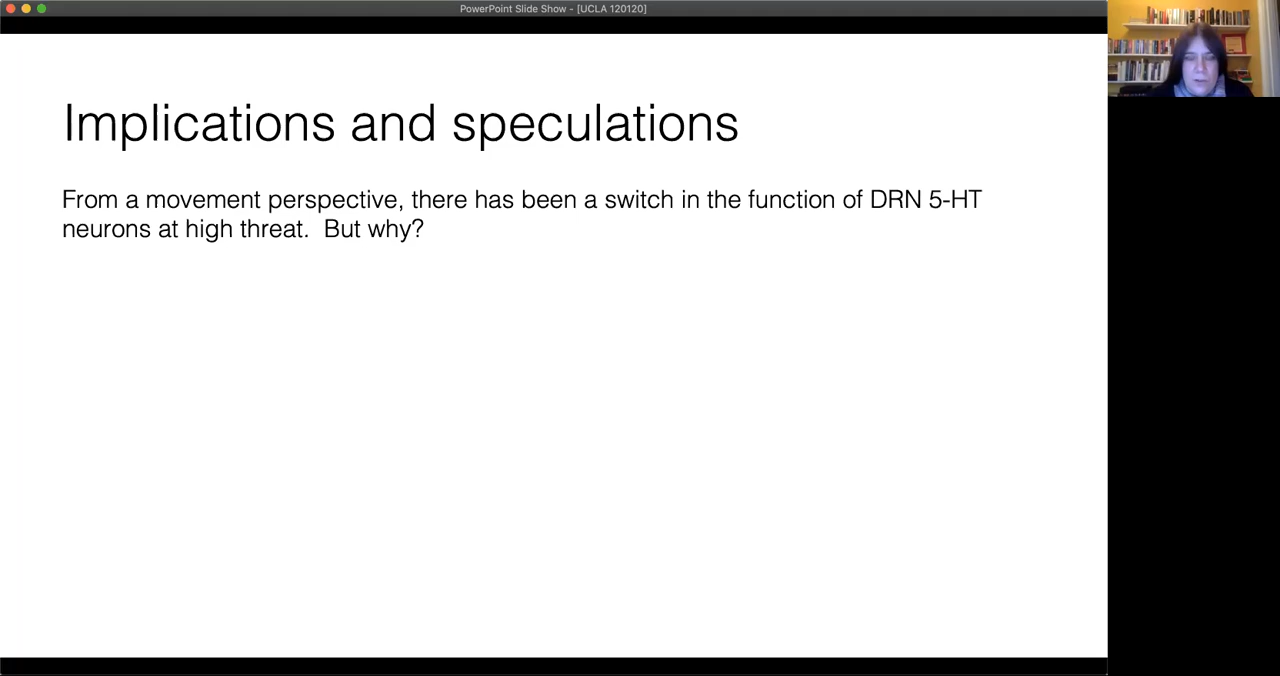 PowerPoint Slide Show - [UCLA 120120]
Implications and speculations
From a movement perspective, there has been a switch in the function of DRN 5-HT
neurons at high threat.  But why?